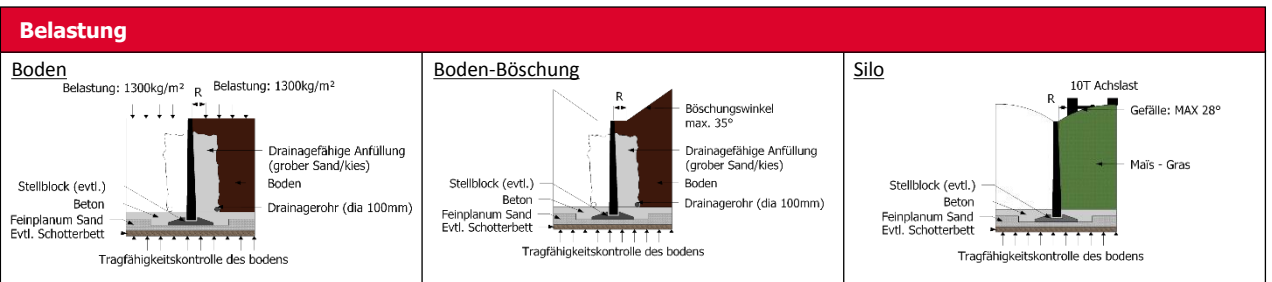 Belastung
Boden
Belastung: 1300kg/m²
R
Belastung: 1300kg/m²
Drainagefähige Anfüllung
(grober Sand/kies)
Stellblock (evtl.)
Boden
Beton
Drainagerohr (dia 100mm)
Feinplanum Sand
Evtl. Schotterbett
Tragfähigkeitskontrolle des bodens
Boden-Böschung
R
Böschungswinkel
max. 35°
Drainagefähige Anfüllung
(grober Sand/kies)
Stellblock (evtl.)
Boden
Beton
Drainagerohr (dia 100mm)
Feinplanum Sand
Evtl. Schotterbett
Tragfähigkeitskontrolle des bodens
Silo
10T Achslast
R
Gefälle: MAX 28°
Maïs - Gras
Stellblock (evtl.)
Beton
Feinplanum Sand
Evtl. Schotterbett
Tragfähigkeitskontrolle des bodens